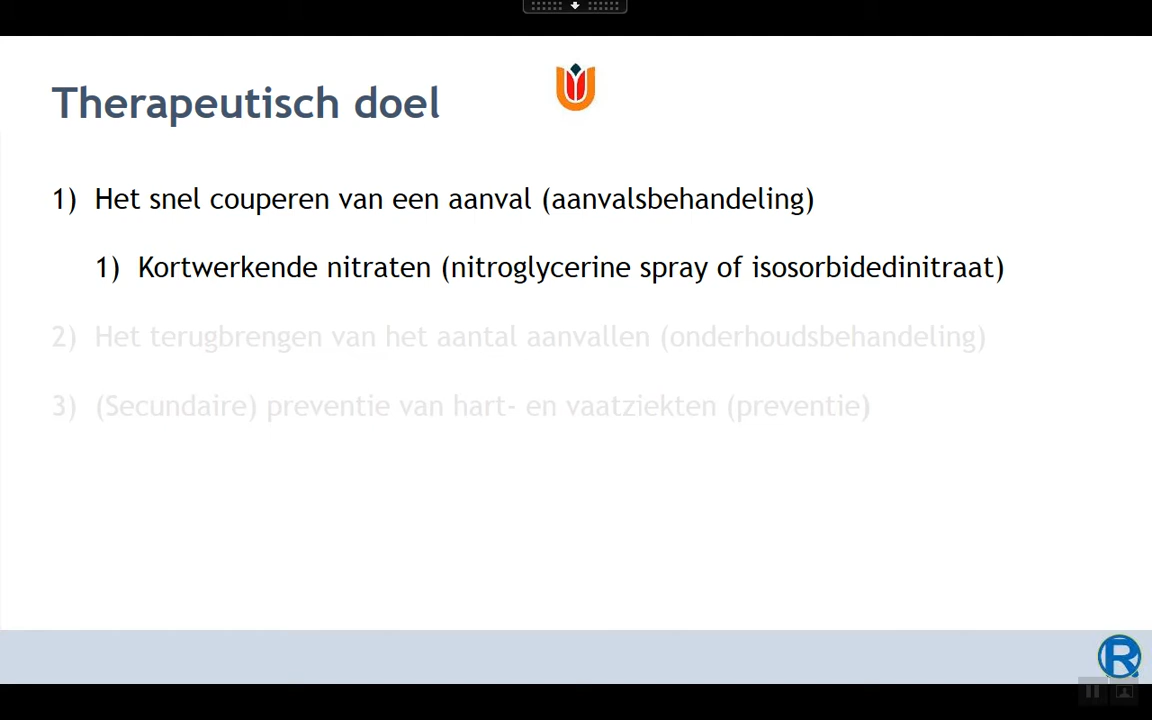 Therapeutisch doel
1) Het snel couperen van een aanval (aanvalsbehandeling)
1) Kortwerkende nitraten (nitroglycerine spray of isosorbidedinitraat)
2) Het terugbrengen van het aantal aanvallen (onderhoudsbehandeling)
3) (Secundaire) preventie van hart- en vaatziekten (preventie)
R